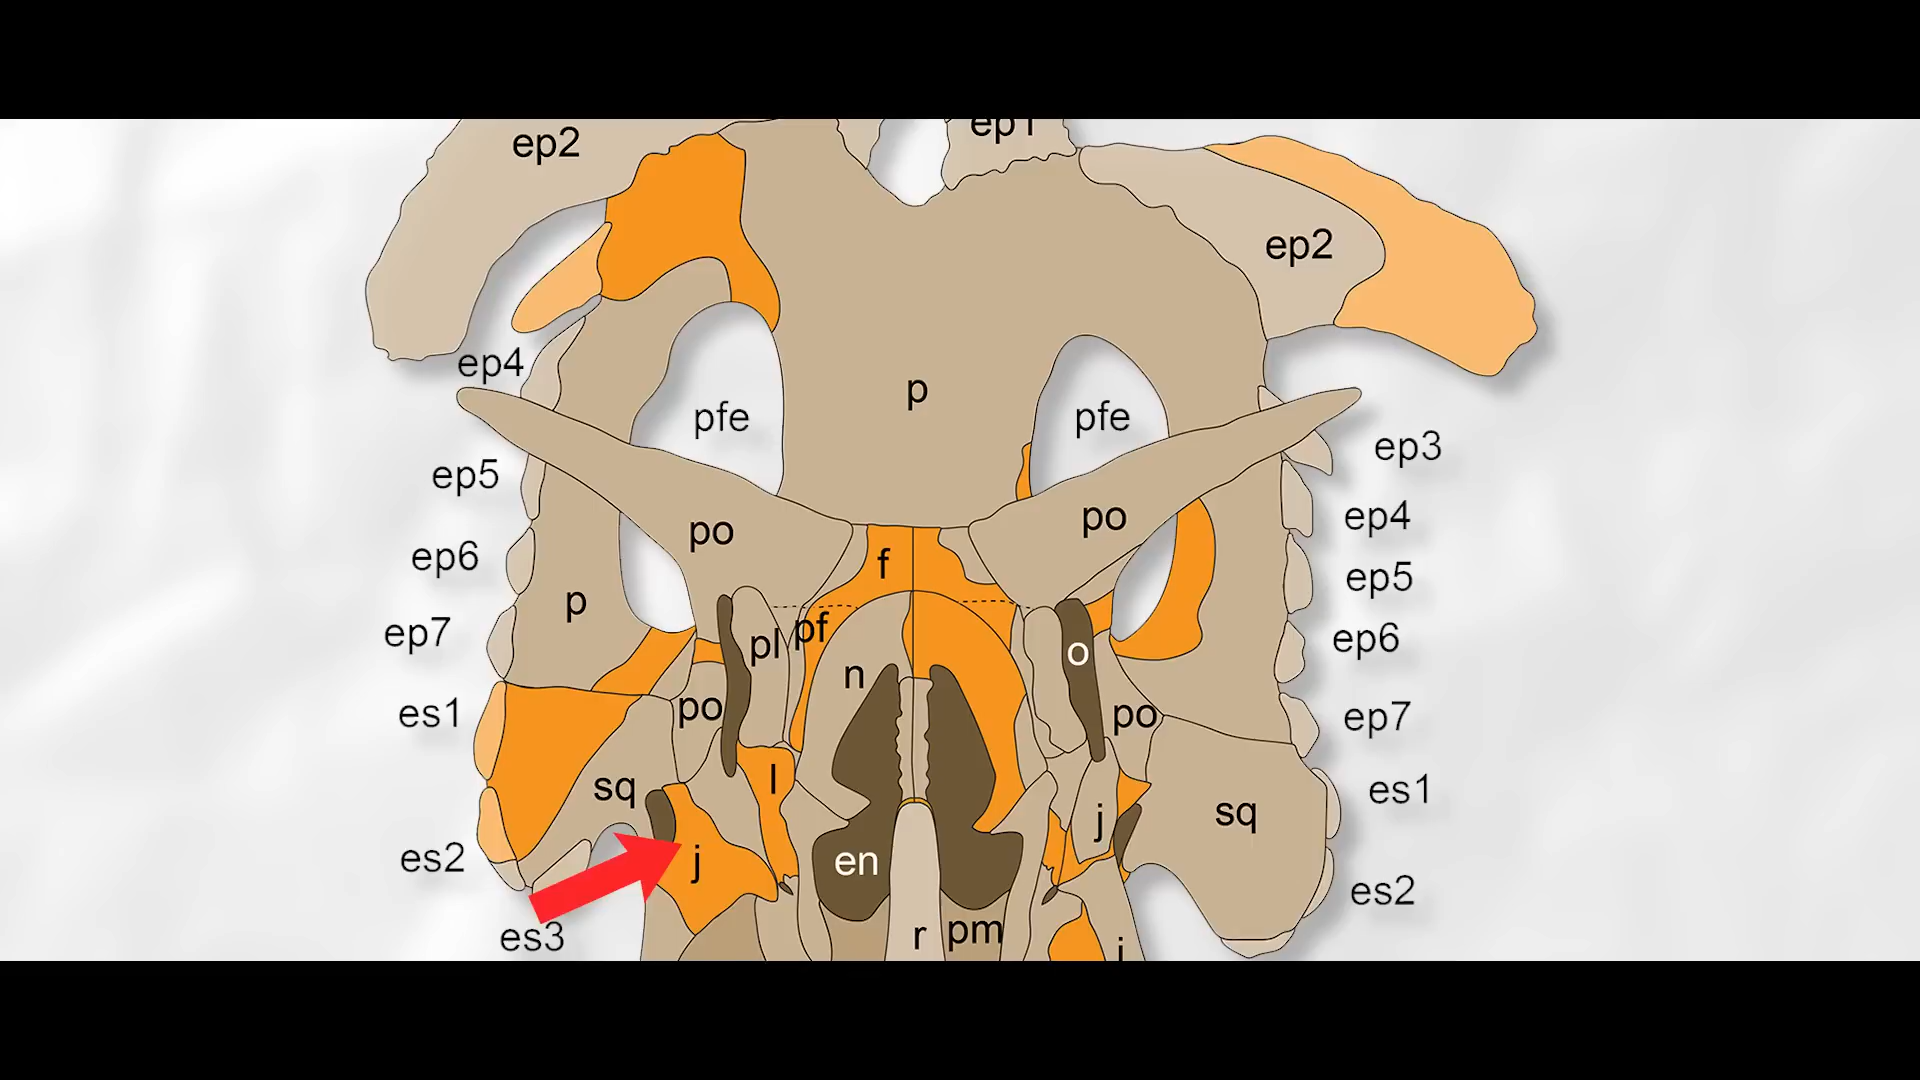 ep1
ep2
ep2
ep4
p
pfe
pfe
ep3
ep5
po
po
ep4
ep6
f
ep5
p
ep7
pl
pf
o
ep6
n
es1
po
po
ep7
sq
l
j
sq
es1
es2
j
en
es2
es3
r
pm
j